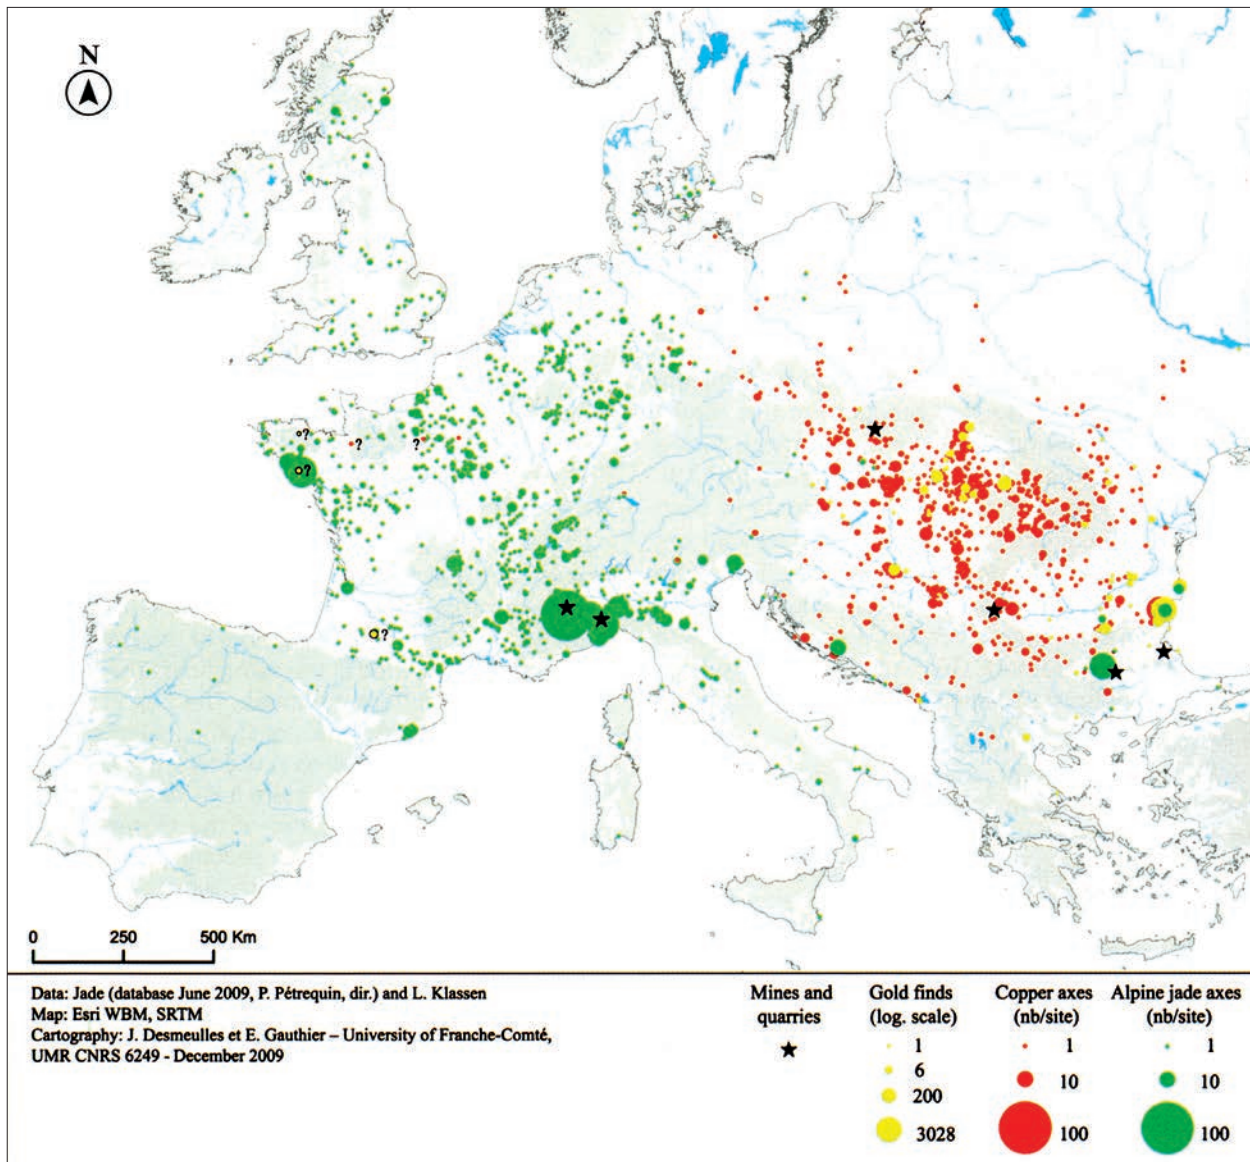 N
?
?
?
?
?
0 250 500 Km
Data: Jade (database June 2009, P. Pétrequin, dir.) and L. Klassen
Map: Esri WBM, SRTM
Cartography: J. Desmeulles et E. Gauthier – University of Franche-Comté,
UMR CNRS 6249 - December 2009
Mines and
quarries
Gold finds
(log. scale)
1
6
200
3028
Copper axes
(nb/site)
1
10
100
Alpine jade axes
(nb/site)
1
10
100